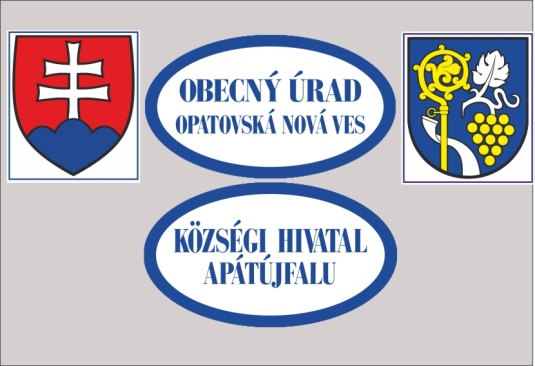 OBECNÝ ÚRAD
OPATOVSKÁ NOVÁ VES
KÖZSÉGI HIVATAL
APÁTÚJFALU